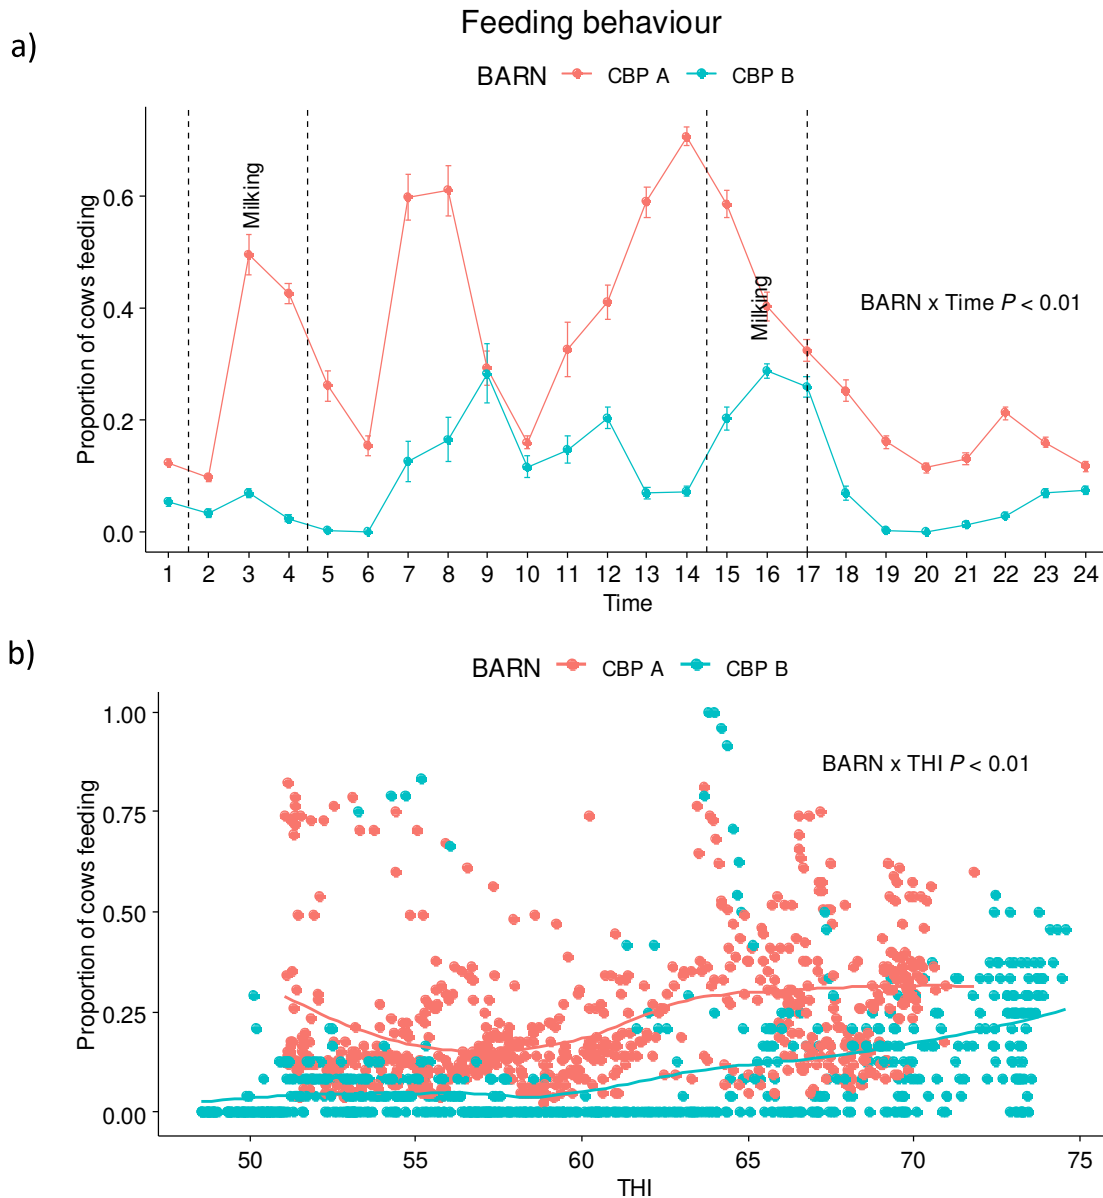 Feeding behaviour
a)
BARN CBP A CBP B
Proportion of cows feeding
0.6
0.4
0.2
0.0
Milking
Milking
BARN x Time P < 0.01
1 2 3 4 5 6 7 8 9 10 11 12 13 14 15 16 17 18 19 20 21 22 23 24
Time
b)
BARN CBP A CBP B
Proportion of cows feeding
1.00
0.75
0.50
0.25
0.00
BARN x THI P < 0.01
50 55 60 65 70 75
THI